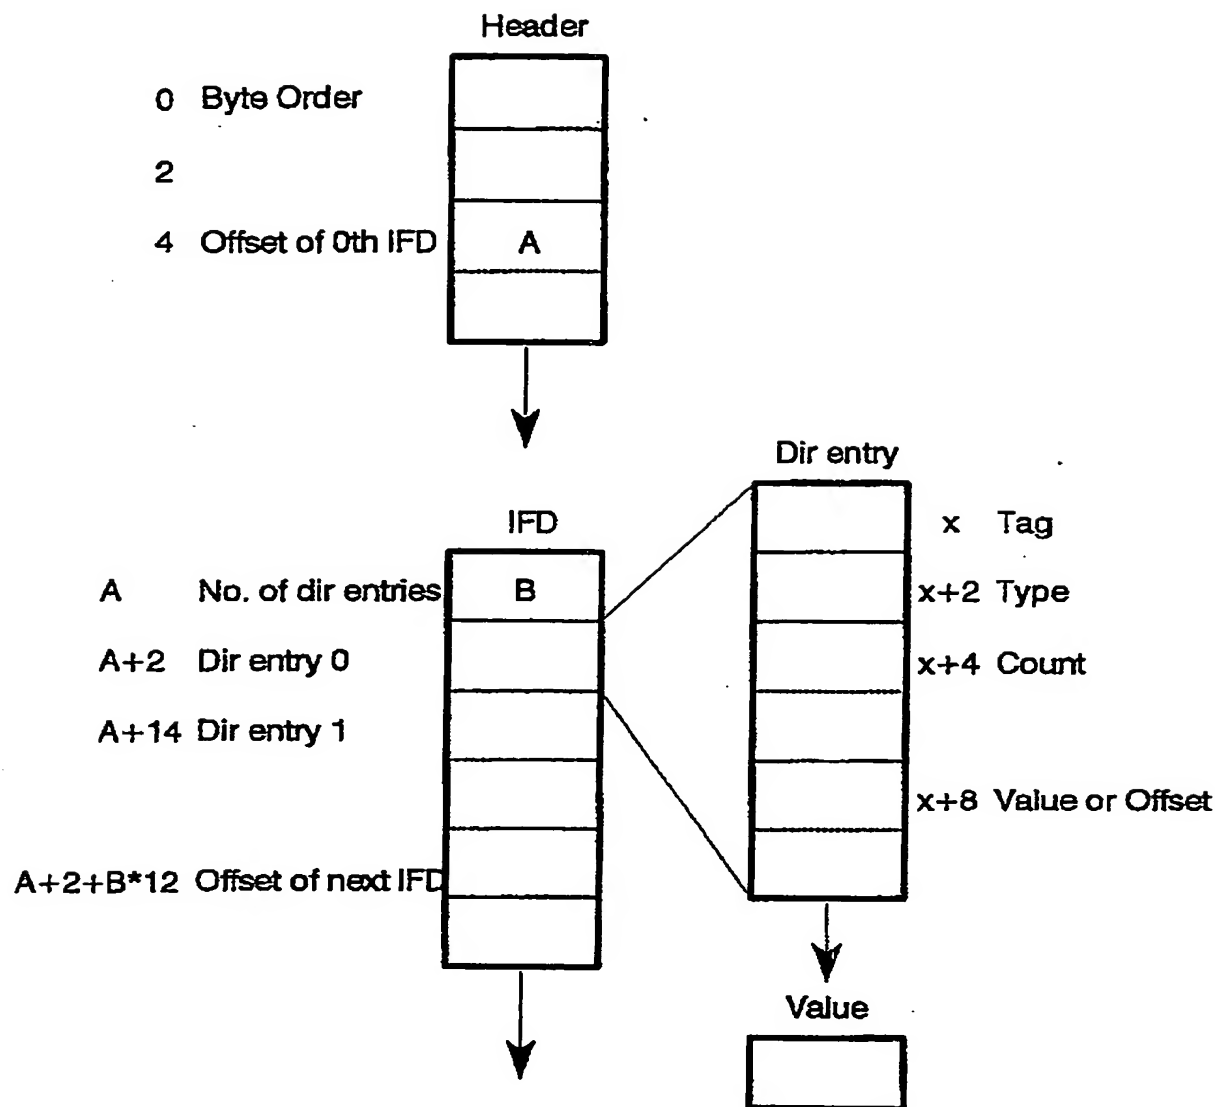 Header
0 Byte Order
2
4 Offset of 0th IFD A
Dir entry
x Tag
IFD
A No. of dir entries B
x+2 Type
A+2 Dir entry 0
x+4 Count
A+14 Dir entry 1
x+8 Value or Offset
A+2+B*12 Offset of next IFD
Value